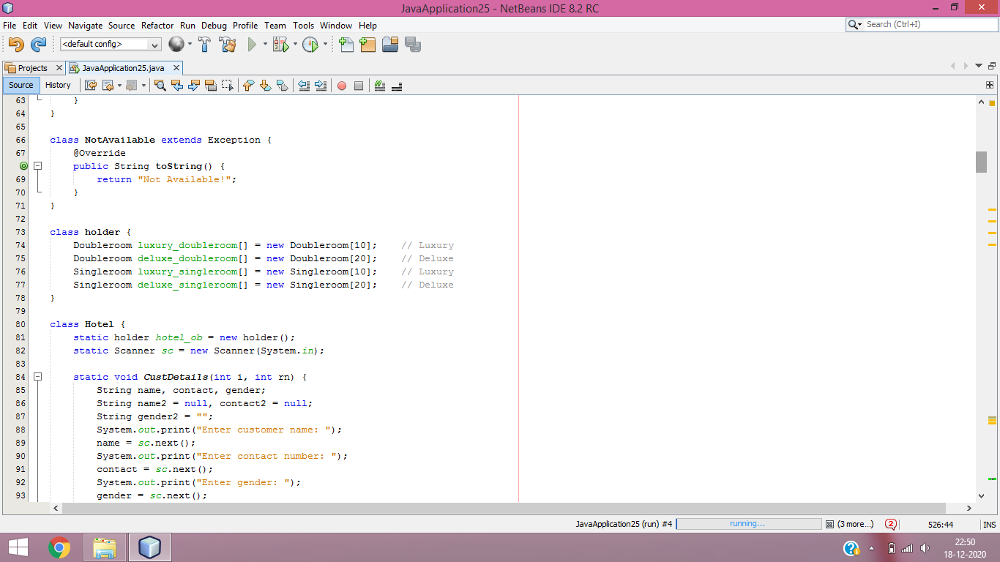 JavaApplication25 - NetBeans IDE 8.2 RC
File Edit View Navigate Source Refactor Run Debug Profile Team Tools Window Help
Search (Ctrl+I)
<default config>
Projects
JavaApplication25.java
Source History
63         }
64     }
65
66     class NotAvailable extends Exception {
67         @Override
           public String toString() {
69             return "Not Available!";
70         }
71     }
72
73     class holder {
74         Doubleroom luxury_doubleroom[] = new Doubleroom[10];    // Luxury
75         Doubleroom deluxe_doubleroom[] = new Doubleroom[20];    // Deluxe
76         Singleroom luxury_singleroom[] = new Singleroom[10];    // Luxury
77         Singleroom deluxe_singleroom[] = new Singleroom[20];    // Deluxe
78     }
79
80     class Hotel {
81         static holder hotel_ob = new holder();
82         static Scanner sc = new Scanner(System.in);
83
84         static void CustDetails(int i, int rn) {
85             String name, contact, gender;
86             String name2 = null, contact2 = null;
87             String gender2 = "";
88             System.out.print("Enter customer name: ");
89             name = sc.next();
90             System.out.print("Enter contact number: ");
91             contact = sc.next();
92             System.out.print("Enter gender: ");
93             gender = sc.next();
JavaApplication25 (run) #4 running... (3 more...) 2 526:44 INS
22:50
18-12-2020